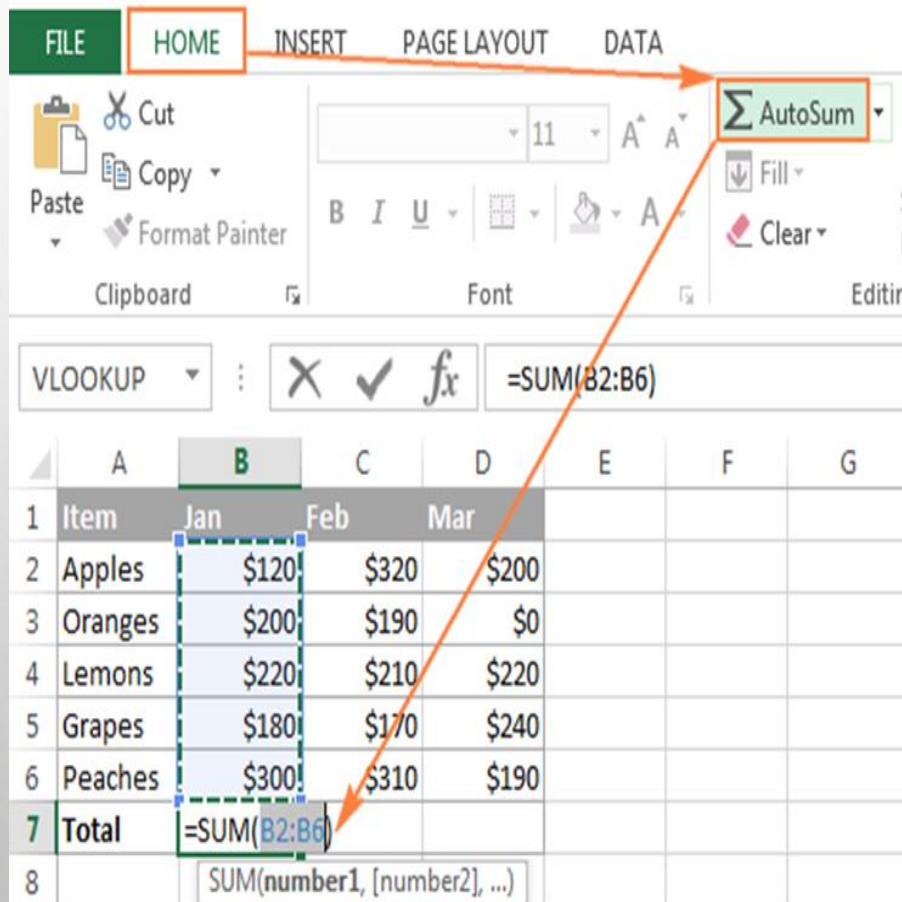 FILE HOME INSERT PAGE LAYOUT DATA
Cut
Copy
Paste
Format Painter
Clipboard
11 A A
B I U A
Font
Σ AutoSum
Fill
Clear
VLOOKUP fx =SUM(B2:B6)
A B C D E F G
1 Item Jan Feb Mar
2 Apples $120 $320 $200
3 Oranges $200 $190 $0
4 Lemons $220 $210 $220
5 Grapes $180 $170 $240
6 Peaches $300 $310 $190
7 Total =SUM(B2:B6)
8 SUM(number1, [number2], ...)